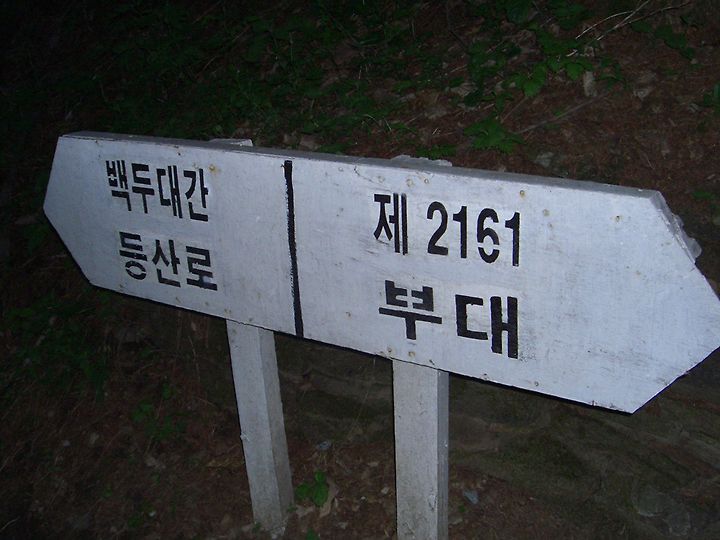 백두대간
등산로
제 2161
부대